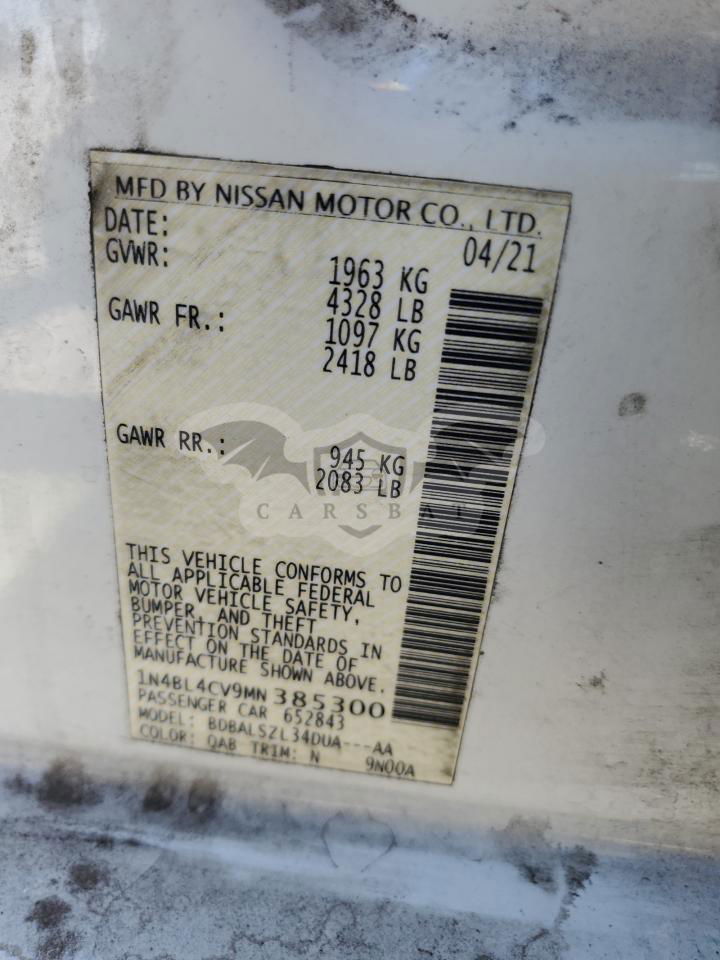 MFD BY NISSAN MOTOR CO., LTD.
DATE: 04/21
GVWR: 1963 KG
4328 LB
GAWR FR.: 1097 KG
2418 LB
GAWR RR.: 945 KG
2083 LB
CARSBAT
THIS VEHICLE CONFORMS TO
ALL APPLICABLE FEDERAL
MOTOR VEHICLE SAFETY,
BUMPER, AND THEFT
PREVENTION STANDARDS IN
EFFECT ON THE DATE OF
MANUFACTURE SHOWN ABOVE.
1N4BL4CV9MN 385300
PASSENGER CAR 652843
MODEL: BDBALSZL34DUA---AA
COLOR: QAB TRIM: N 9N00A